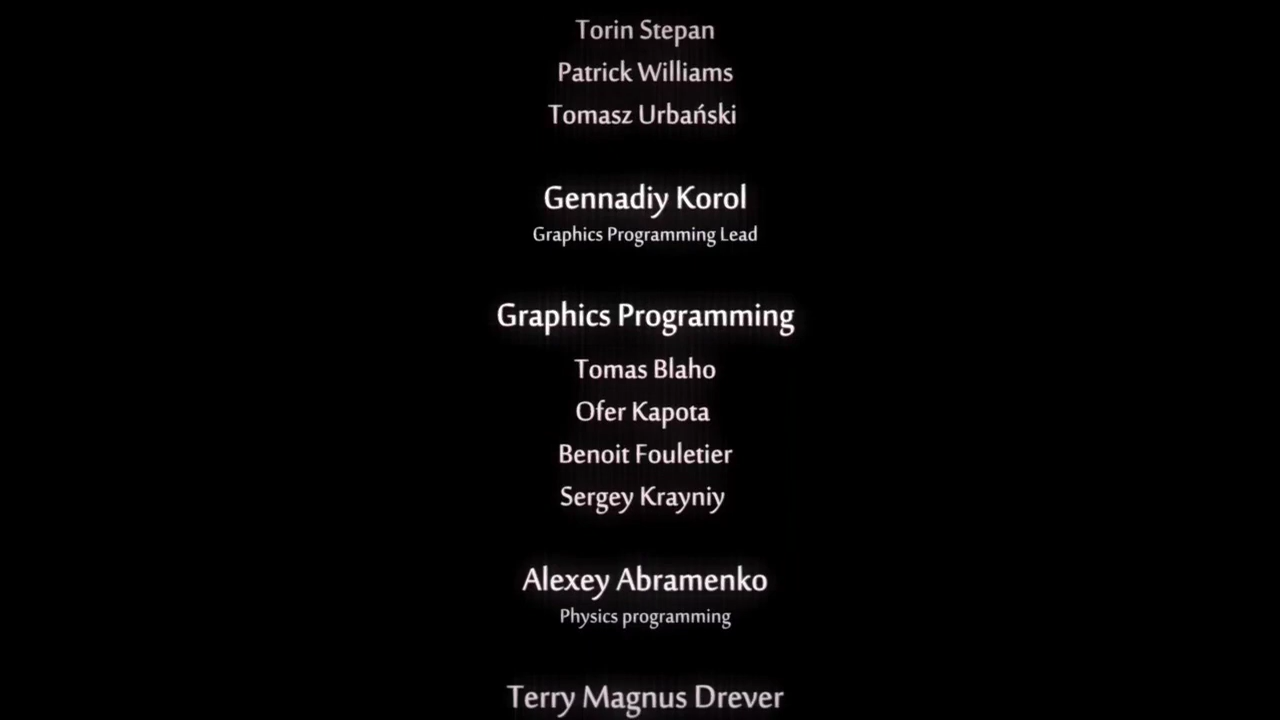 Torin Stepan
Patrick Williams
Tomasz Urbański
Gennadiy Korol
Graphics Programming Lead
Graphics Programming
Tomas Blaho
Ofer Kapota
Benoit Fouletier
Sergey Krayniy
Alexey Abramenko
Physics programming
Terry Magnus Drever